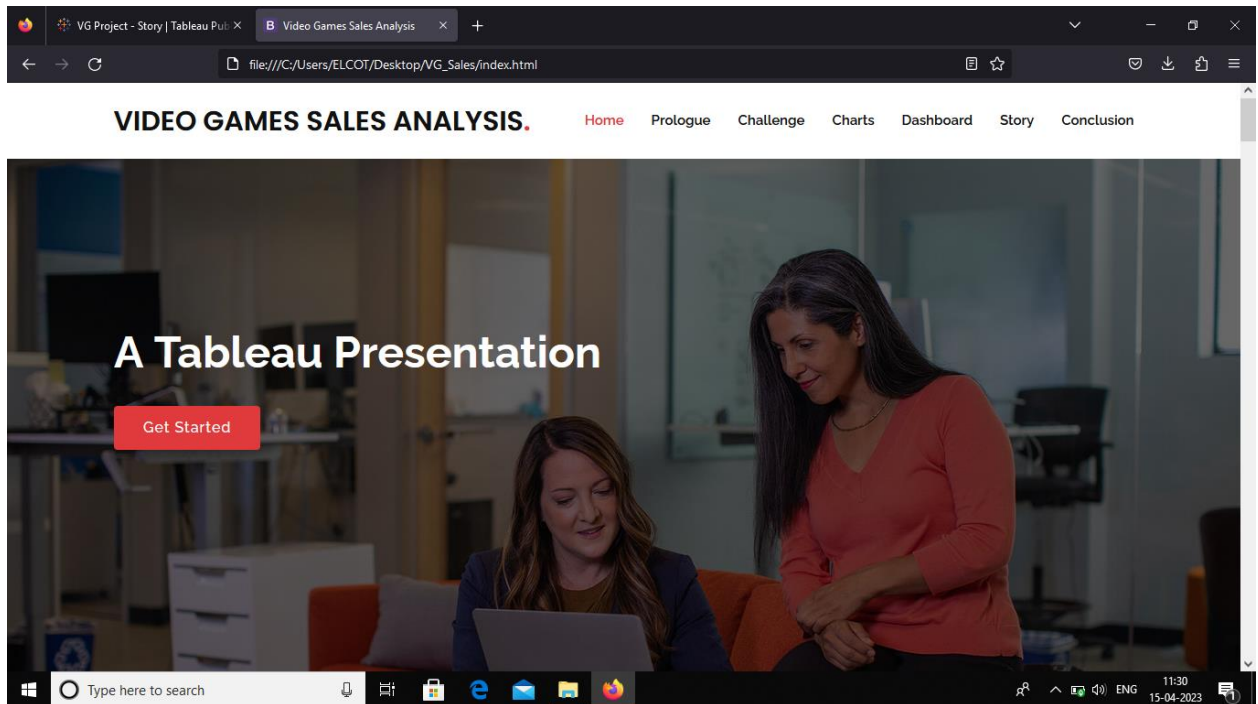 VG Project - Story | Tableau Pub
B Video Games Sales Analysis
file:///C:/Users/ELCOT/Desktop/VG_Sales/index.html
VIDEO GAMES SALES ANALYSIS.
Home Prologue Challenge Charts Dashboard Story Conclusion
A Tableau Presentation
Get Started
Type here to search
ENG
11:30
15-04-2023
1